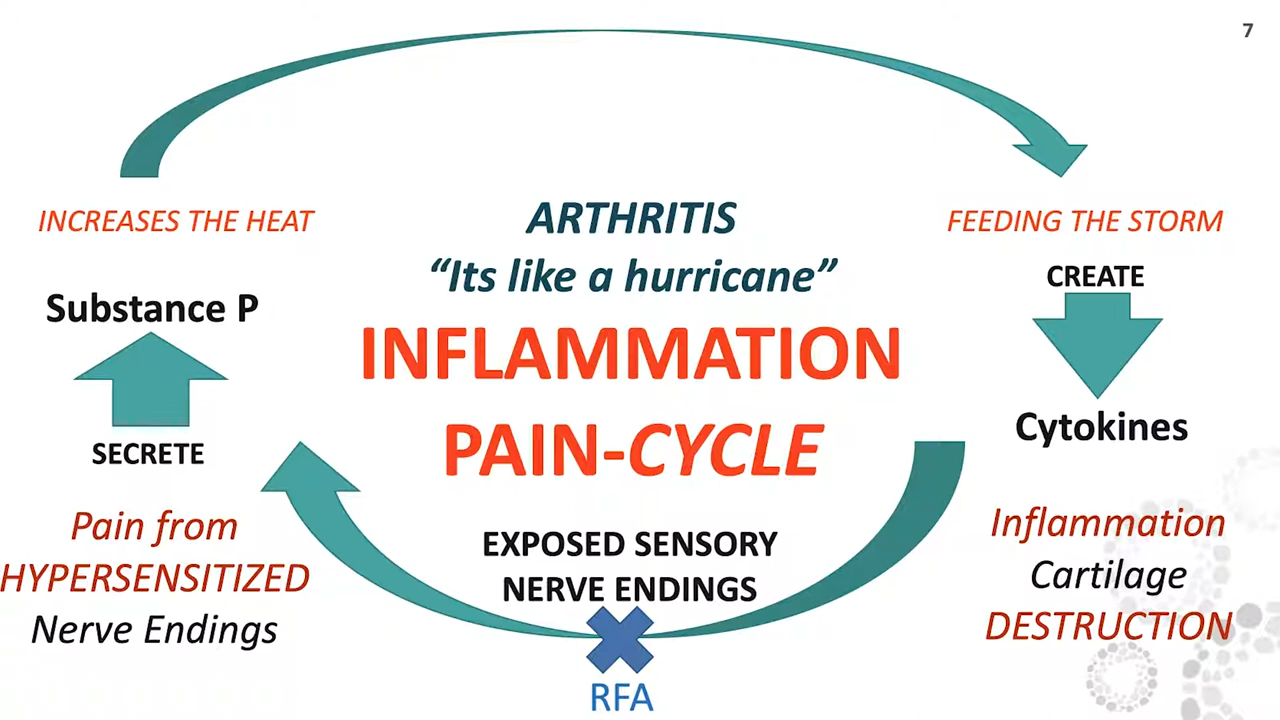 7
INCREASES THE HEAT
Substance P
SECRETE
Pain from
HYPERSENSITIZED
Nerve Endings
ARTHRITIS
“Its like a hurricane”
INFLAMMATION
PAIN-CYCLE
EXPOSED SENSORY
NERVE ENDINGS
RFA
FEEDING THE STORM
CREATE
Cytokines
Inflammation
Cartilage
DESTRUCTION